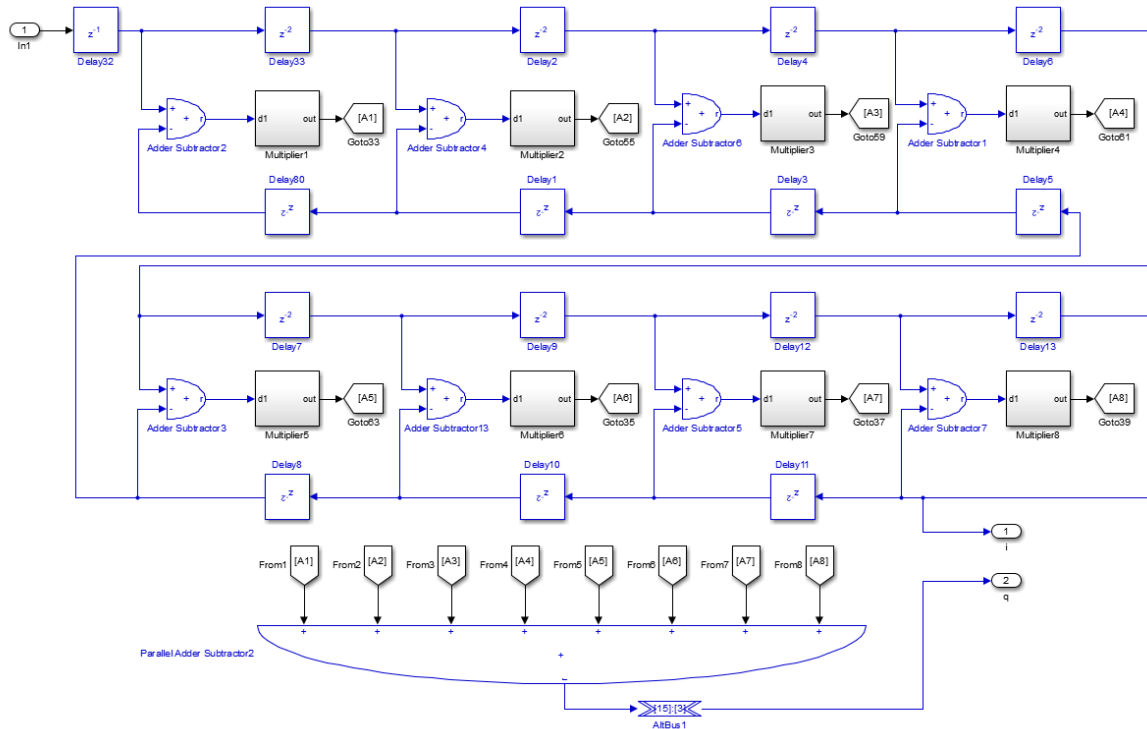 1
In1
z-1
Delay32
z-2
Delay33
z-2
Delay2
z-2
Delay4
z-2
Delay6
+
-
+ r
Adder Subtractor2
d1 out
Multiplier1
[A1]
Goto33
+
-
+ r
Adder Subtractor4
d1 out
Multiplier2
[A2]
Goto55
+
-
+ r
Adder Subtractor6
d1 out
Multiplier3
[A3]
Goto59
+
-
+ r
Adder Subtractor1
d1 out
Multiplier4
[A4]
Goto61
Delay80
z-2
Delay1
z-2
Delay3
z-2
Delay5
z-2
z-2
Delay7
z-2
Delay9
z-2
Delay12
z-2
Delay13
+
-
+ r
Adder Subtractor3
d1 out
Multiplier5
[A5]
Goto63
+
-
+ r
Adder Subtractor13
d1 out
Multiplier6
[A6]
Goto35
+
-
+ r
Adder Subtractor5
d1 out
Multiplier7
[A7]
Goto37
+
-
+ r
Adder Subtractor7
d1 out
Multiplier8
[A8]
Goto39
Delay8
z-2
Delay10
z-2
Delay11
z-2
1
i
From1 [A1]
From2 [A2]
From3 [A3]
From4 [A4]
From5 [A5]
From6 [A6]
From7 [A7]
From8 [A8]
2
q
+ + + + + + + +
Parallel Adder Subtractor2
+
[15]:[3]
AltBus1